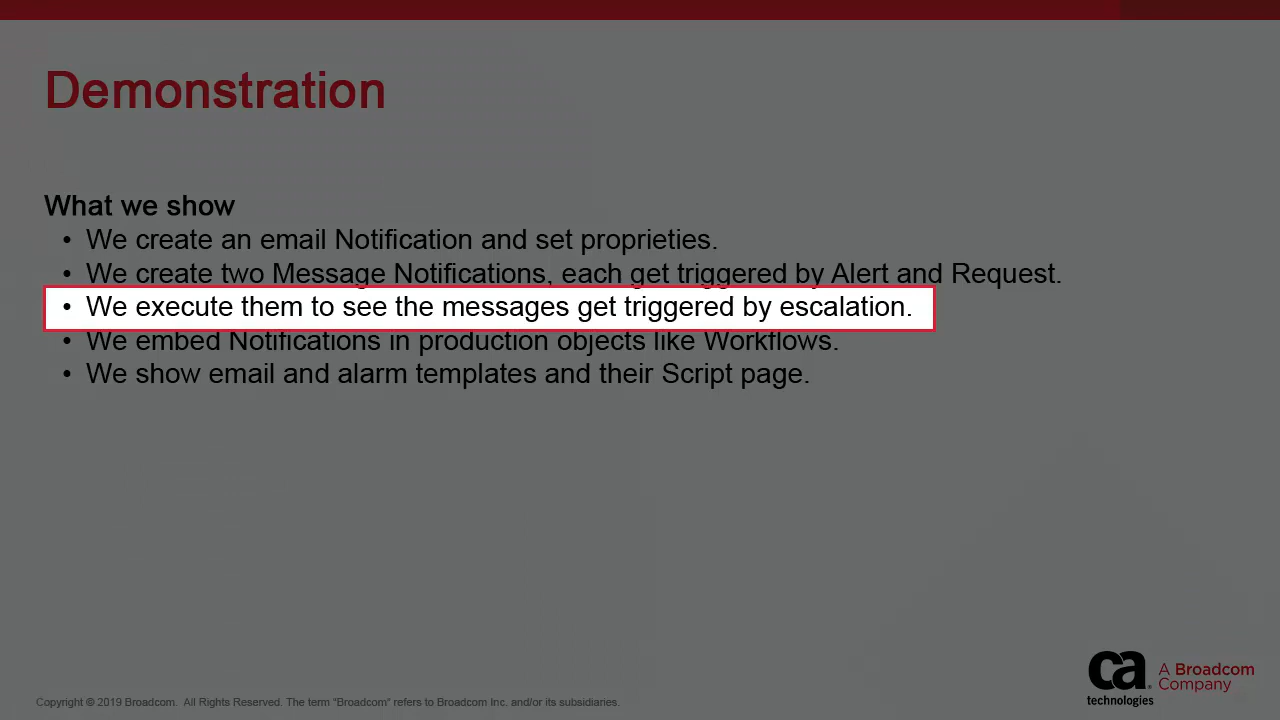 Demonstration
What we show
• We create an email Notification and set proprieties.
• We create two Message Notifications, each get triggered by Alert and Request.
• We execute them to see the messages get triggered by escalation.
• We embed Notifications in production objects like Workflows.
• We show email and alarm templates and their Script page.
Copyright © 2019 Broadcom. All Rights Reserved. The term "Broadcom" refers to Broadcom Inc. and/or its subsidiaries.
ca
technologies
A Broadcom
Company